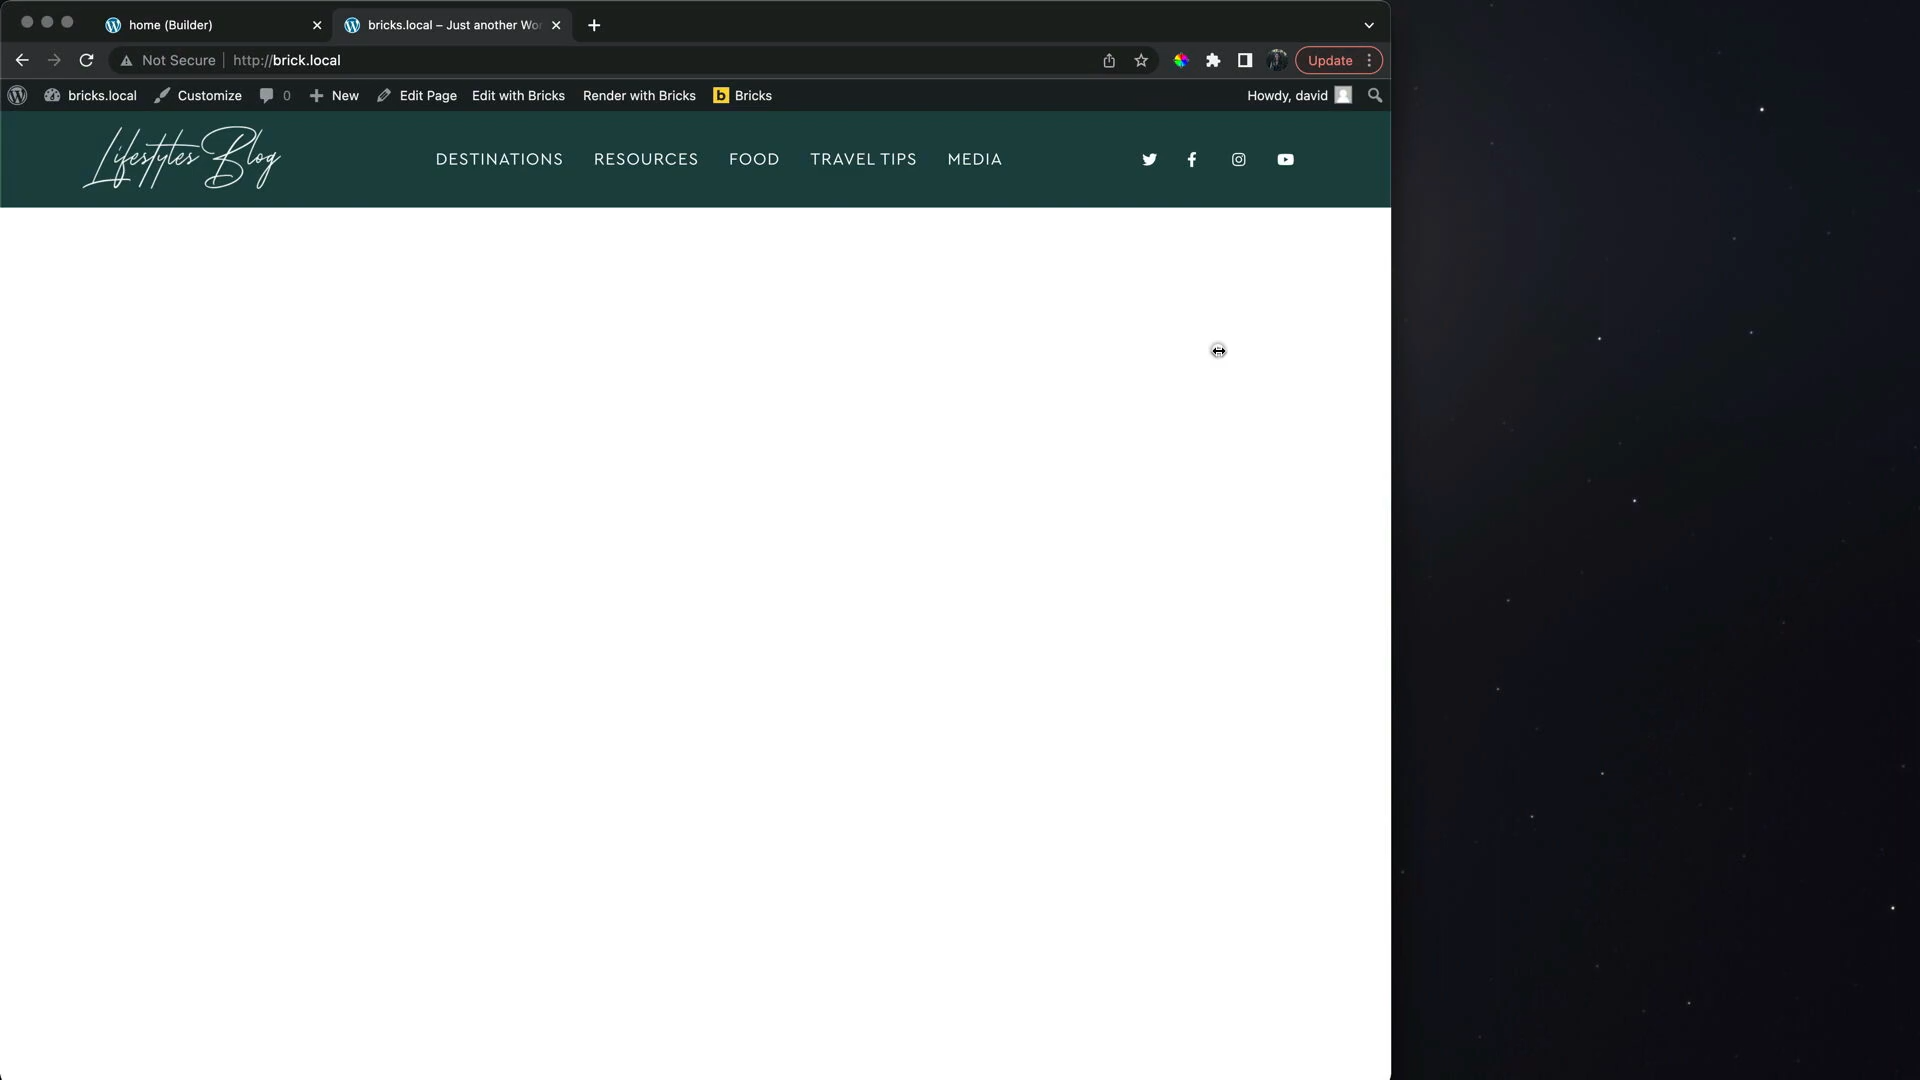 home (Builder)
bricks.local – Just another Wo
Not Secure
http://brick.local
Update
bricks.local
Customize
0
New
Edit Page
Edit with Bricks
Render with Bricks
b
Bricks
Howdy, david
Lifestytes Blog
DESTINATIONS
RESOURCES
FOOD
TRAVEL TIPS
MEDIA